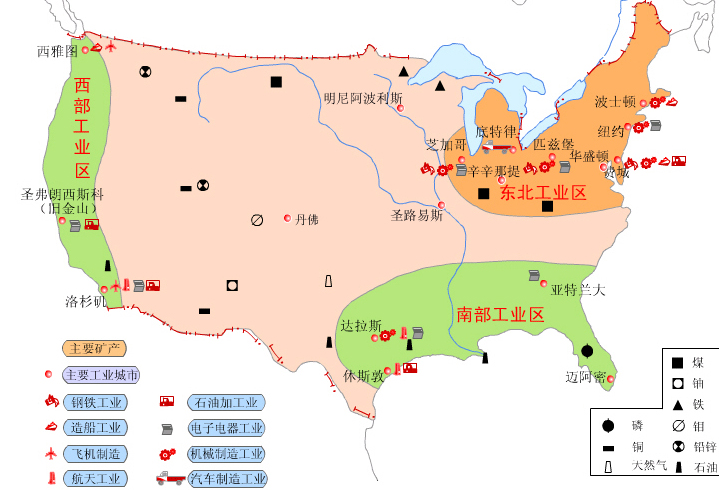 西雅图
西部工业区
明尼阿波利斯
波士顿
底特律
纽约
芝加哥
匹兹堡
华盛顿
辛辛那提
费城
东北工业区
圣弗朗西斯科
（旧金山）
圣路易斯
丹佛
洛杉矶
亚特兰大
南部工业区
达拉斯
休斯敦
迈阿密
主要矿产
主要工业城市
钢铁工业
石油加工业
造船工业
电子电器工业
飞机制造
机械制造工业
航天工业
汽车制造工业
煤
铀
铁
磷
钼
铜
铅锌
天然气
石油